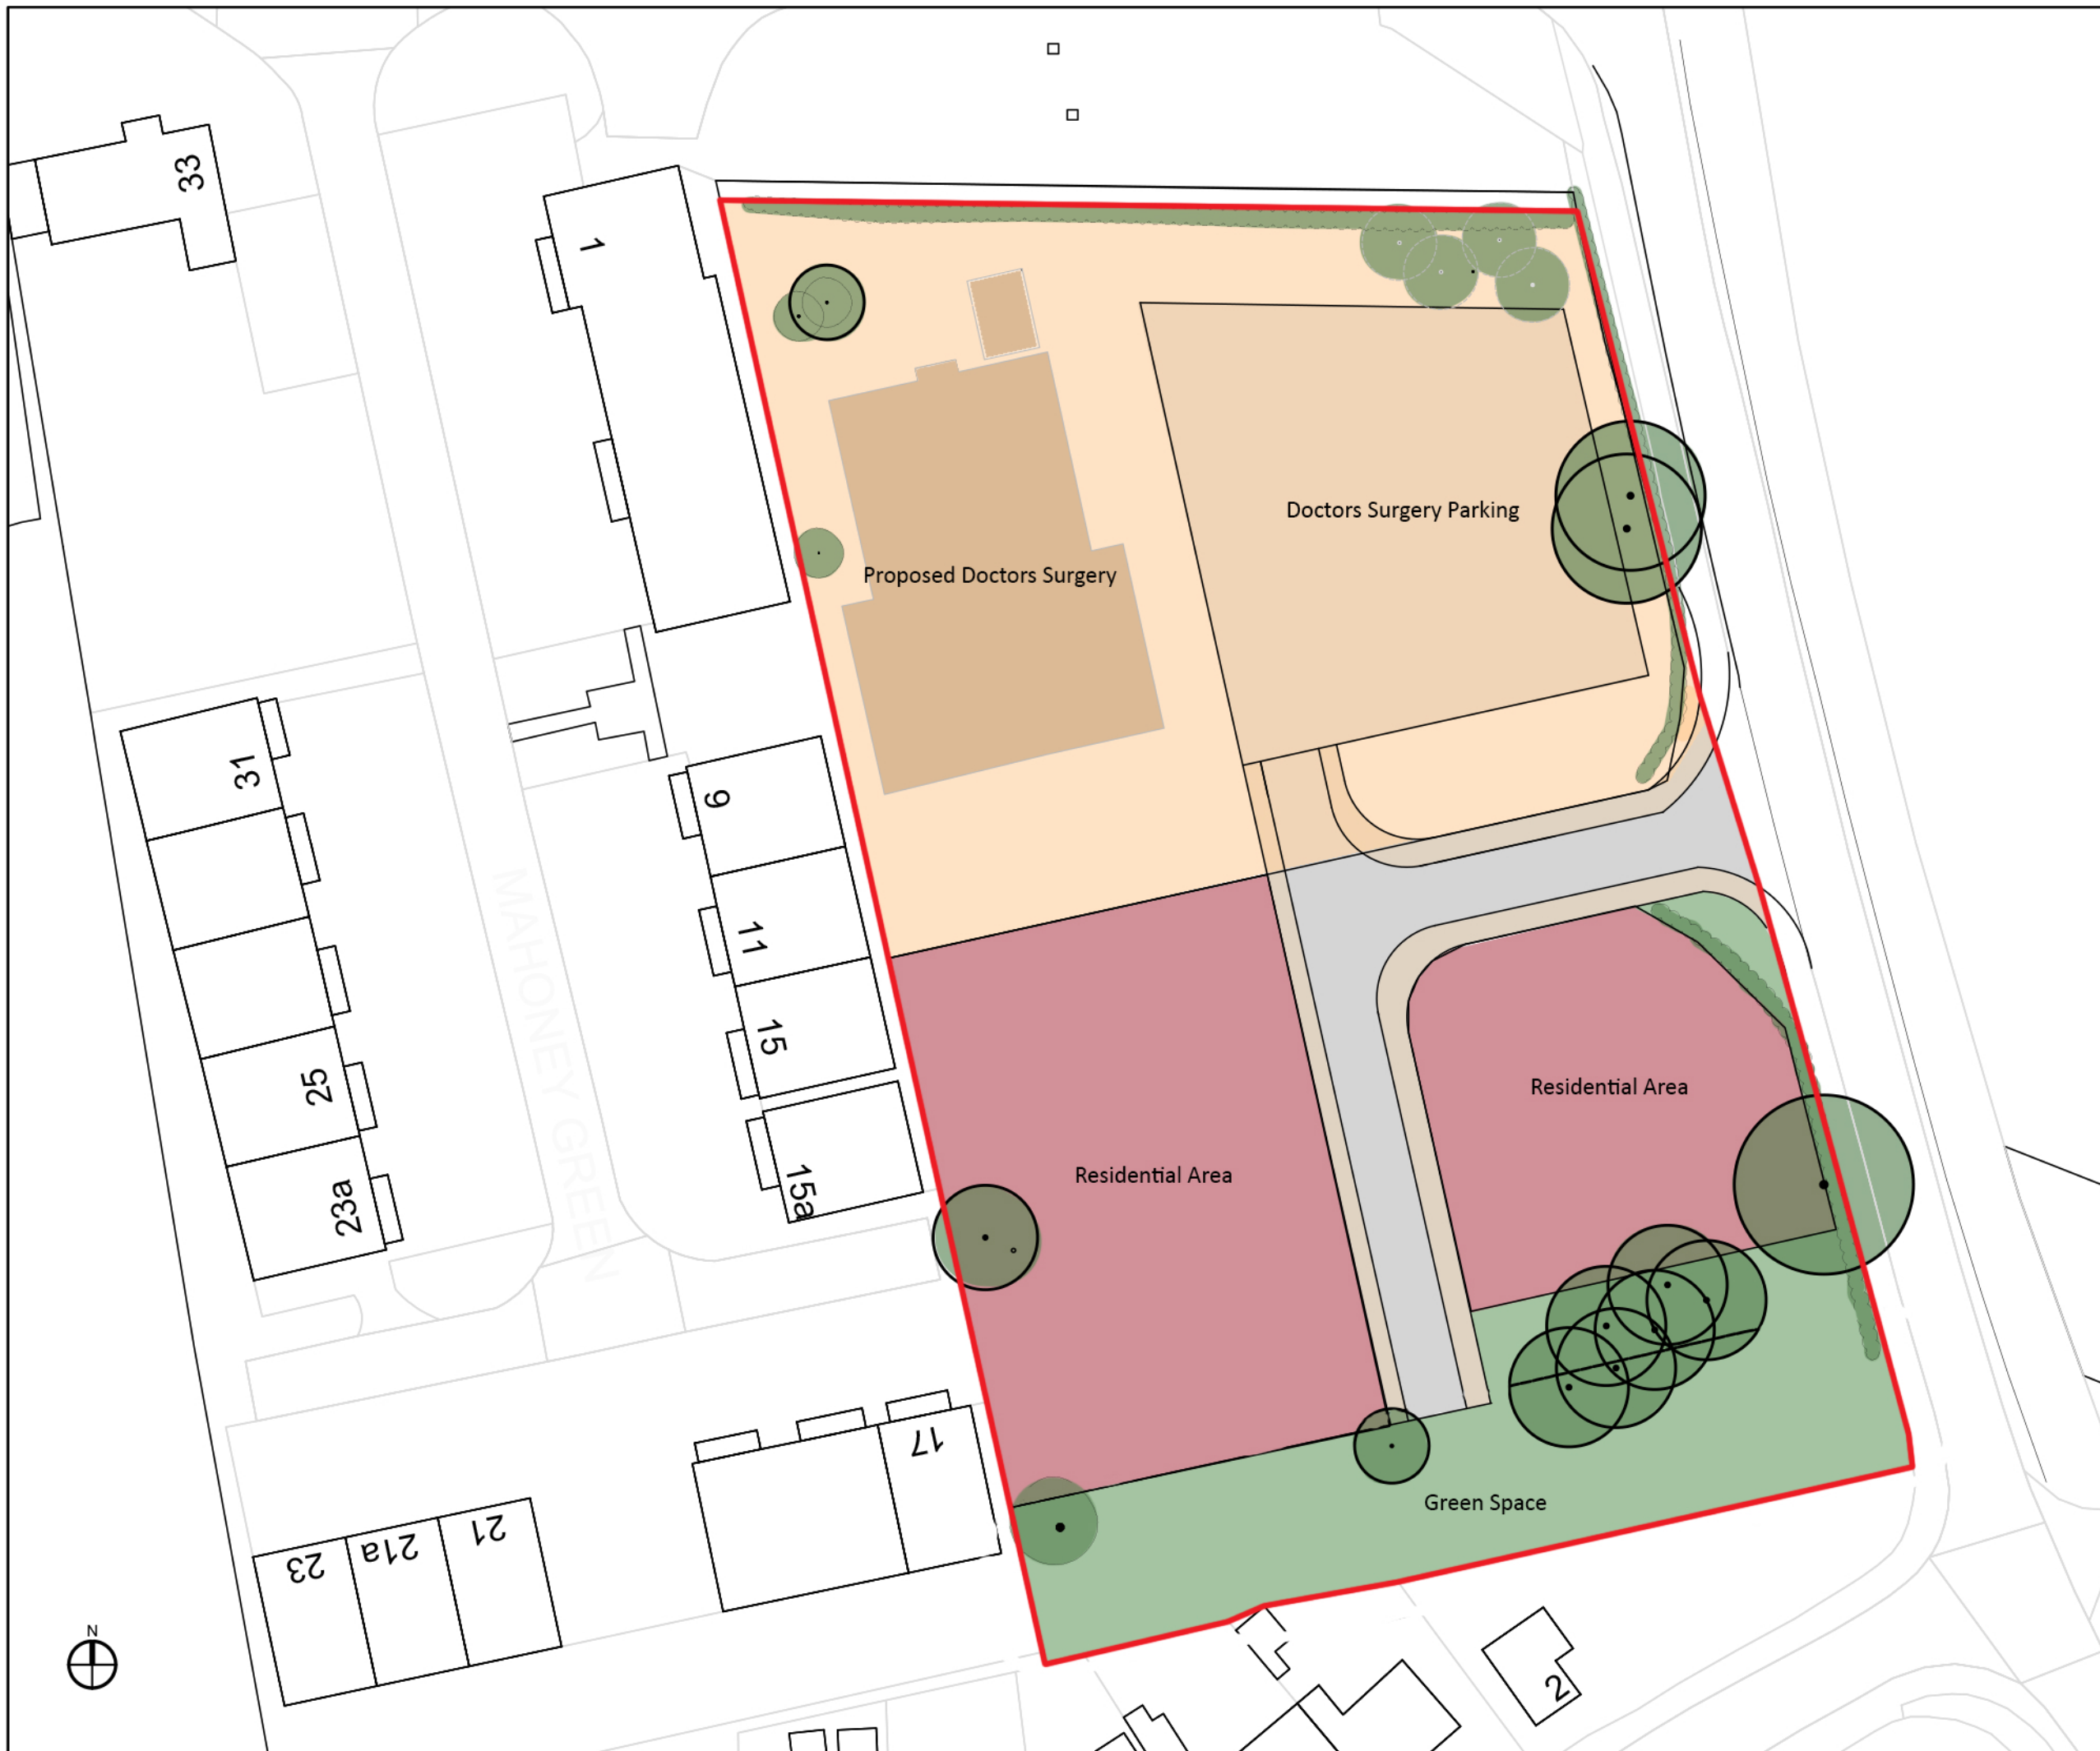 33
1
Doctors Surgery Parking
Proposed Doctors Surgery
31
9
11
MAHONEY GREEN
15
25
Residential Area
Residential Area
15a
23a
17
Green Space
21
21a
23
N
2